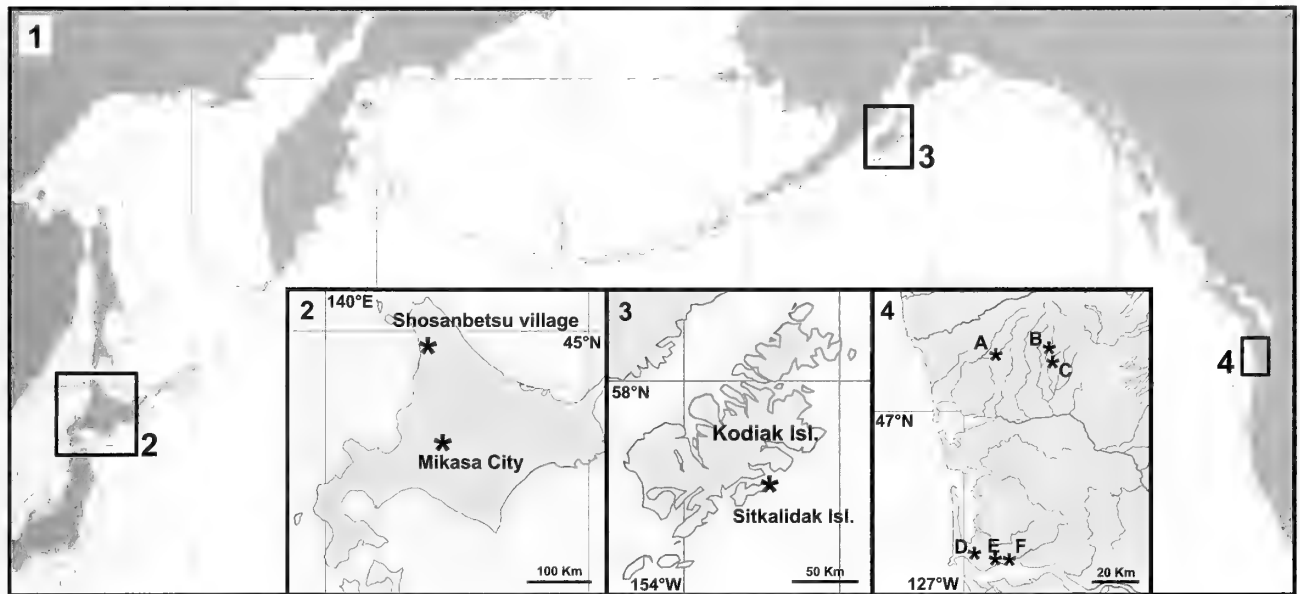 1
3
4
2
2
140°E
Shosanbetsu village
45°N
Mikasa City
100 Km
3
58°N
Kodiak Isl.
Sitkalidak Isl.
154°W
50 Km
4
A
B
C
47°N
D
E
F
127°W
20 Km